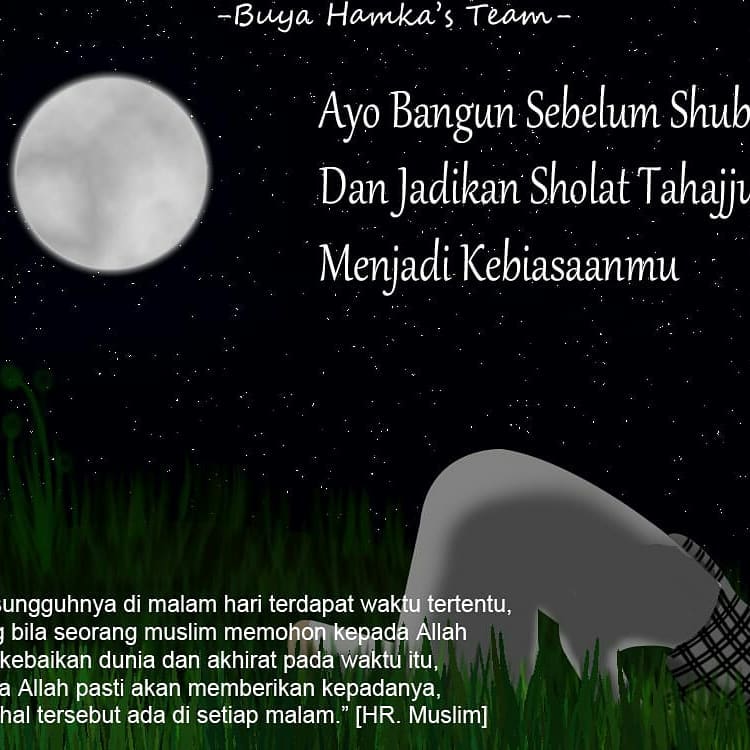 -Buya Hamka's Team-
Ayo Bangun Sebelum Shub
Dan Jadikan Sholat Tahajju
Menjadi Kebiasaanmu
sungguhnya di malam hari terdapat waktu tertentu,
g bila seorang muslim memohon kepada Allah
kebaikan dunia dan akhirat pada waktu itu,
a Allah pasti akan memberikan kepadanya,
hal tersebut ada di setiap malam.” [HR. Muslim]